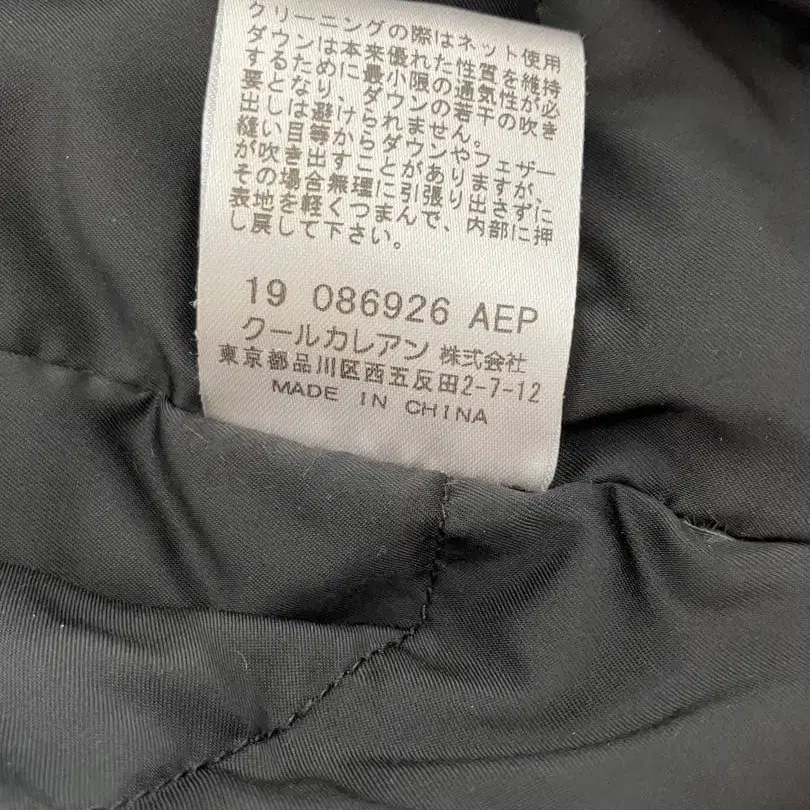 クリーニングの際はネット使用
ダウンは本来優れた性質を維持
するために最小限の通気性が必
要となり、ダウンの若干の吹き
出しは避けられません。
縫い目等からダウンやフェザー
が吹き出すことがありますが、
その場合無理に引張り出さずに
表地を軽くつまんで、内部に押
し戻して下さい。
19 086926 AEP
クールカレアン 株式会社
東京都品川区西五反田2-7-12
MADE IN CHINA